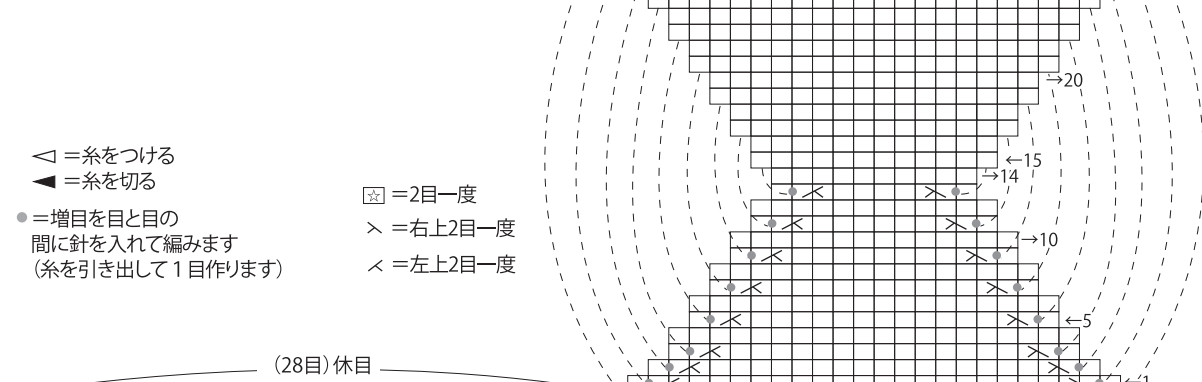 =糸をつける
=糸を切る
=増目を目と目の
間に針を入れて編みます
(糸を引き出して1目作ります)
☆=2目一度
=右上2目一度
=左上2目一度
(28目)休目
→20
←15
→14
→10
←5
←1